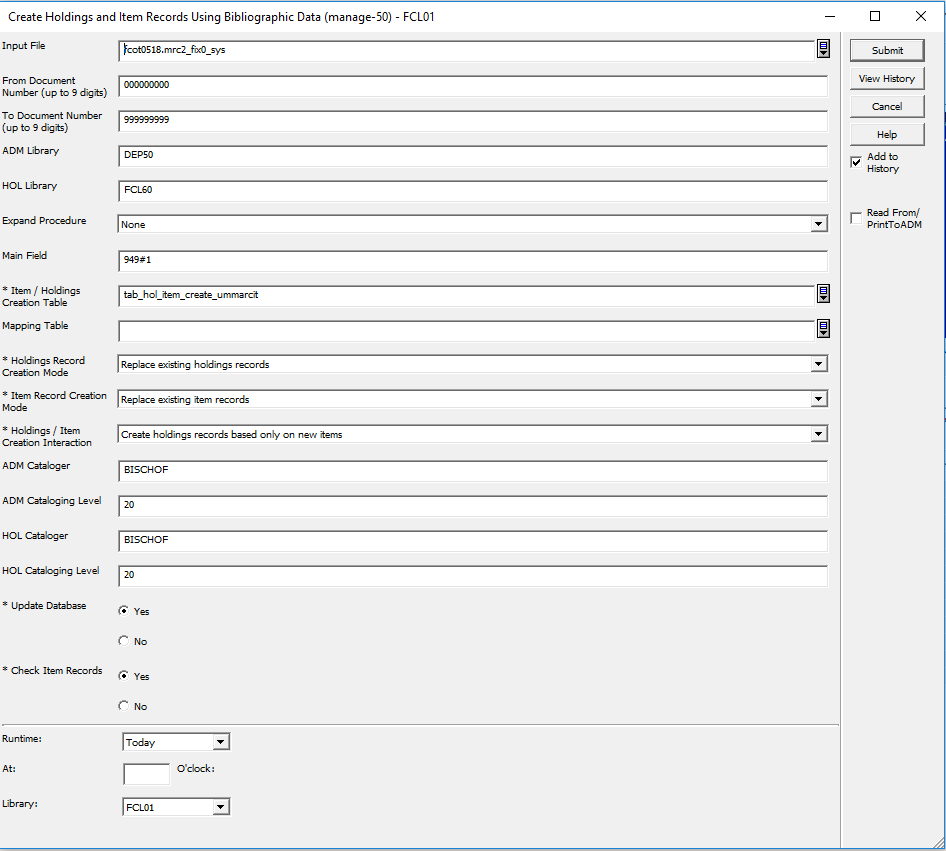 Create Holdings and Item Records Using Bibliographic Data (manage-50) - FCL01
Input File
fcot0518.mrc2_fix0_sys
Submit
From Document
Number (up to 9 digits)
000000000
View History
To Document Number
(up to 9 digits)
999999999
Cancel
Help
ADM Library
DEP50
Add to
History
HOL Library
FCL60
Expand Procedure
None
Read From/
PrintToADM
Main Field
949#1
* Item / Holdings
Creation Table
tab_hol_item_create_ummarcit
Mapping Table
* Holdings Record
Creation Mode
Replace existing holdings records
* Item Record Creation
Mode
Replace existing item records
* Holdings / Item
Creation Interaction
Create holdings records based only on new items
ADM Cataloger
BISCHOF
ADM Cataloging Level
20
HOL Cataloger
BISCHOF
HOL Cataloging Level
20
* Update Database
Yes
No
* Check Item Records
Yes
No
Runtime:
Today
At:
O'clock:
Library:
FCL01